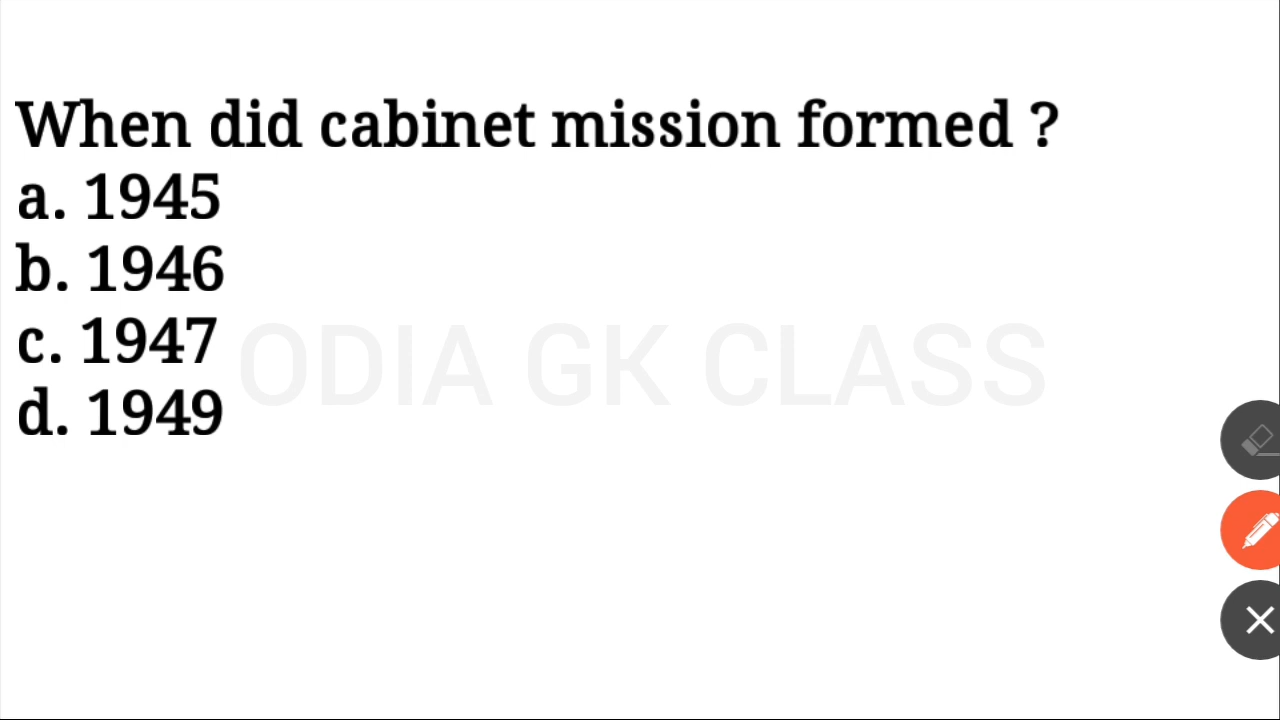 When did cabinet mission formed ?
a. 1945
b. 1946
c. 1947
d. 1949
ODIA GK CLASS